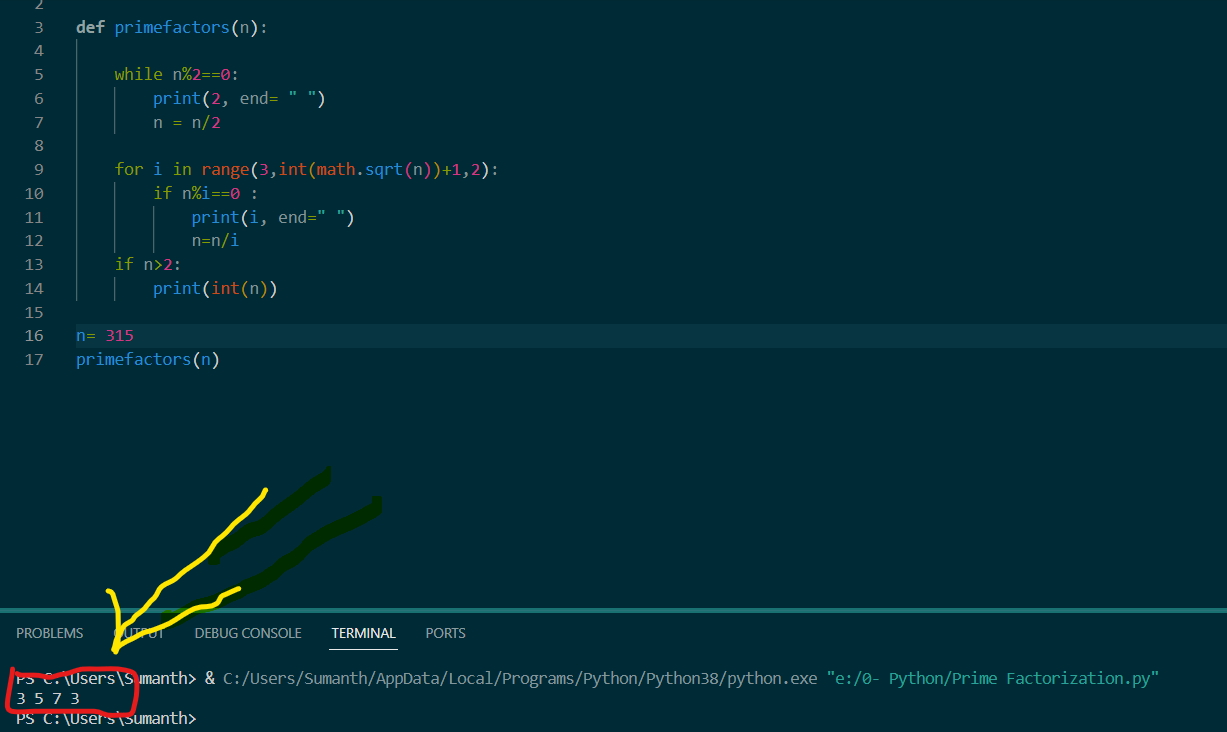 2
3 def primefactors(n):
4
5 while n%2==0:
6 print(2, end= " ")
7 n = n/2
8
9 for i in range(3,int(math.sqrt(n))+1,2):
10 if n%i==0 :
11 print(i, end=" ")
12 n=n/i
13 if n>2:
14 print(int(n))
15
16 n= 315
17 primefactors(n)
PROBLEMS OUTPUT DEBUG CONSOLE TERMINAL PORTS
PS C:\Users\Sumanth> & C:/Users/Sumanth/AppData/Local/Programs/Python/Python38/python.exe "e:/0- Python/Prime Factorization.py"
3 5 7 3
PS C:\Users\Sumanth>